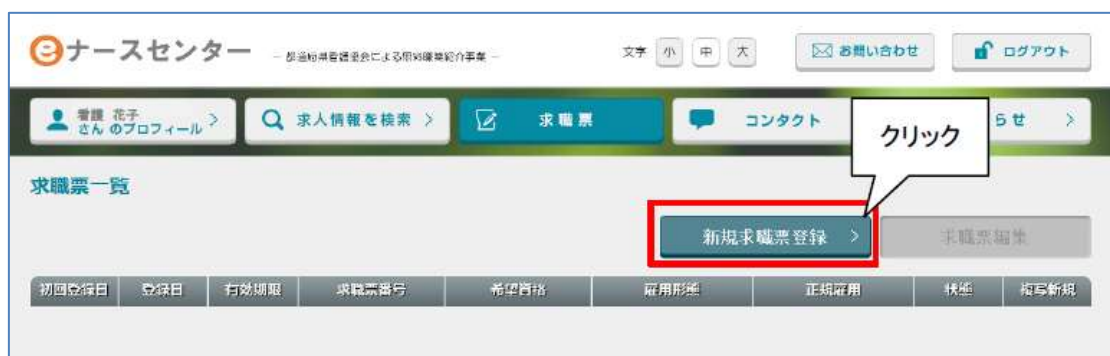 eナースセンター
－ 都道府県看護協会による無料職業紹介事業 －
文字 小 中 大
お問い合わせ
ログアウト
看護 花子
さん のプロフィール >
求人情報を検索 >
求職票
コンタクト
らせ >
クリック
求職票一覧
新規求職票登録 >
求職票編集
初回登録日 登録日 有効期限 求職票番号 希望資格 雇用形態 正規雇用 状態 複写新規